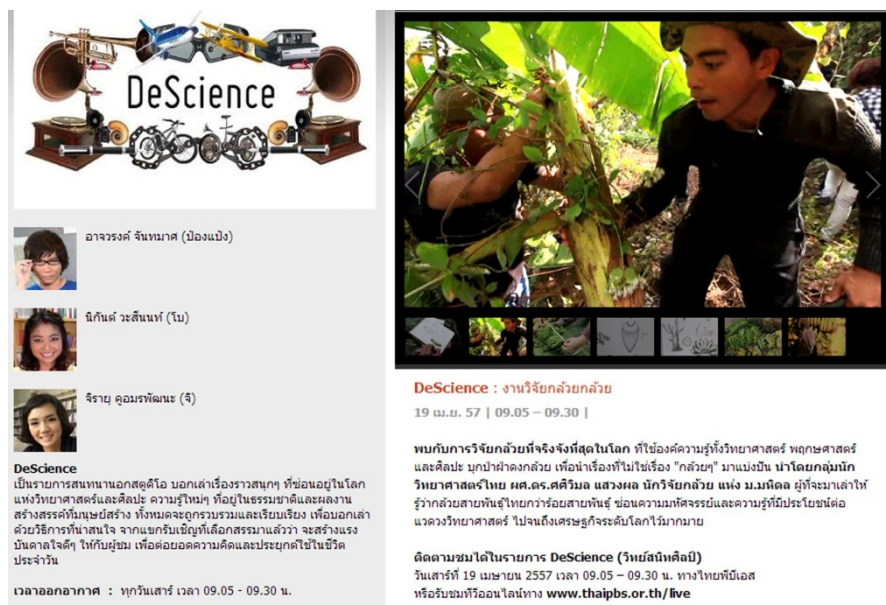 DeScience
อาจวรงค์ จันทมาศ (ป๋องแป๋ง)
นิกันต์ วะสีนนท์ (โบ)
จิรายุ คูอมรพัฒนะ (จิ)
DeScience
เป็นรายการสนทนานอกสตูดิโอ บอกเล่าเรื่องราวสนุกๆ ที่ซ่อนอยู่ในโลก
แห่งวิทยาศาสตร์และศิลปะ ความรู้ใหม่ๆ ที่อยู่ในธรรมชาติและผลงาน
สร้างสรรค์ที่มนุษย์สร้าง ทั้งหมดจะถูกรวบรวมและเรียบเรียง เพื่อบอกเล่า
ด้วยวิธีการที่น่าสนใจ จากแขกรับเชิญที่เลือกสรรมาแล้วว่า จะสร้างแรง
บันดาลใจดีๆ ให้กับผู้ชม เพื่อต่อยอดความคิดและประยุกต์ใช้ในชีวิต
ประจำวัน
เวลาออกอากาศ : ทุกวันเสาร์ เวลา 09.05 - 09.30 น.
DeScience : งานวิจัยกล้วยกล้วย
19 เม.ย. 57 | 09.05 – 09.30 |
พบกับการวิจัยกล้วยที่จริงจังที่สุดในโลก ที่ใช้องค์ความรู้ทั้งวิทยาศาสตร์ พฤกษศาสตร์
และศิลปะ บุกป่าฝ่าดงกล้วย เพื่อนำเรื่องที่ไม่ใช่เรื่อง "กล้วยๆ" มาแบ่งปัน นำโดยกลุ่มนัก
วิทยาศาสตร์ไทย ผศ.ดร.ศศิวิมล แสวงผล นักวิจัยกล้วย แห่ง ม.มหิดล ผู้ที่จะมาเล่าให้
รู้ว่ากล้วยสายพันธุ์ไทยกว่าร้อยสายพันธุ์ ซ่อนความมหัศจรรย์และความรู้ที่มีประโยชน์ต่อ
แวดวงวิทยาศาสตร์ ไปจนถึงเศรษฐกิจระดับโลกไว้มากมาย
ติดตามชมได้ในรายการ DeScience (วิทย์สนิทศิลป์)
วันเสาร์ที่ 19 เมษายน 2557 เวลา 09.05 – 09.30 น. ทางไทยพีบีเอส
หรือรับชมทีวีออนไลน์ทาง www.thaipbs.or.th/live